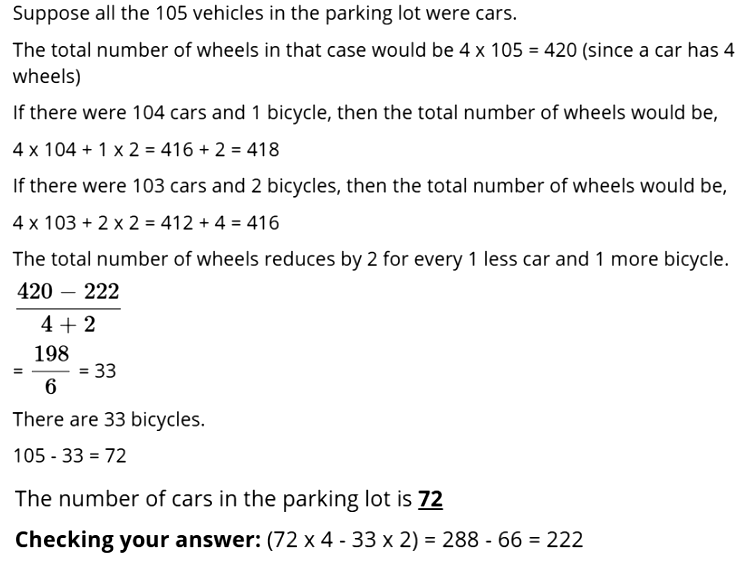 Suppose all the 105 vehicles in the parking lot were cars.
The total number of wheels in that case would be 4 x 105 = 420 (since a car has 4
wheels)
If there were 104 cars and 1 bicycle, then the total number of wheels would be,
4 x 104 + 1 x 2 = 416 + 2 = 418
If there were 103 cars and 2 bicycles, then the total number of wheels would be,
4 x 103 + 2 x 2 = 412 + 4 = 416
The total number of wheels reduces by 2 for every 1 less car and 1 more bicycle.
420 − 222
4 + 2
= 198
6 = 33
There are 33 bicycles.
105 - 33 = 72
The number of cars in the parking lot is 72
Checking your answer: (72 x 4 - 33 x 2) = 288 - 66 = 222